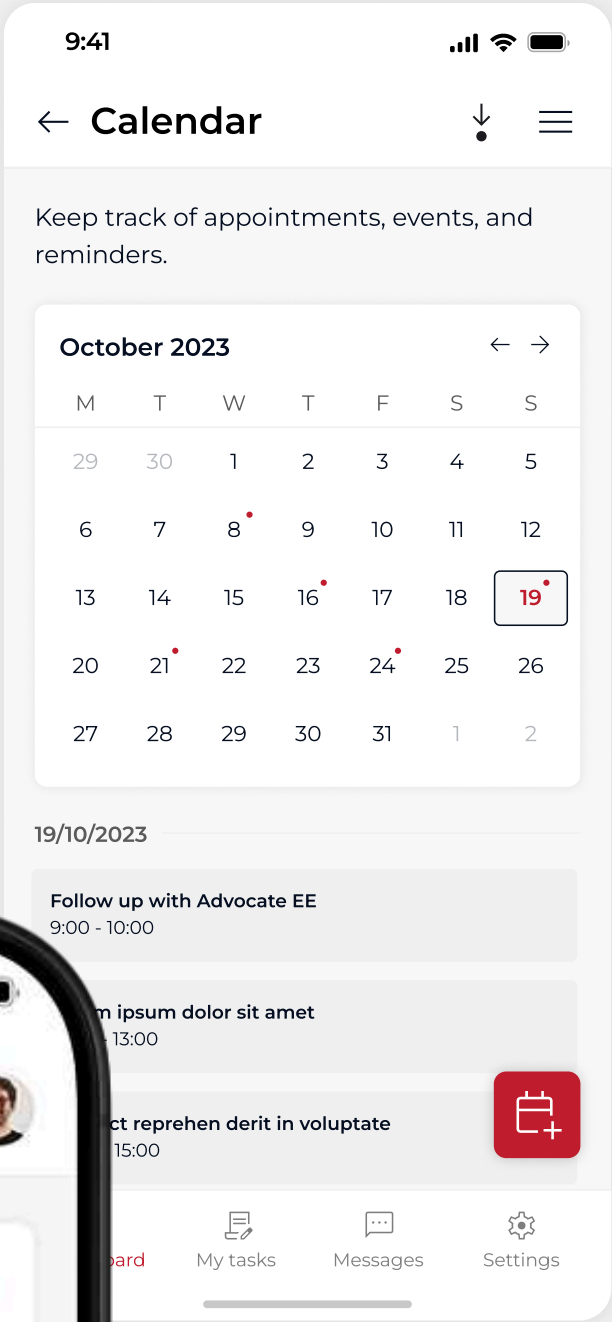 9:41
Calendar
Keep track of appointments, events, and
reminders.
October 2023
M T W T F S S
29 30 1 2 3 4 5
6 7 8 9 10 11 12
13 14 15 16 17 18 19
20 21 22 23 24 25 26
27 28 29 30 31 1 2
19/10/2023
Follow up with Advocate EE
9:00 - 10:00
ipsum dolor sit amet
- 13:00
reprehen derit in voluptate
15:00
My tasks Messages Settings